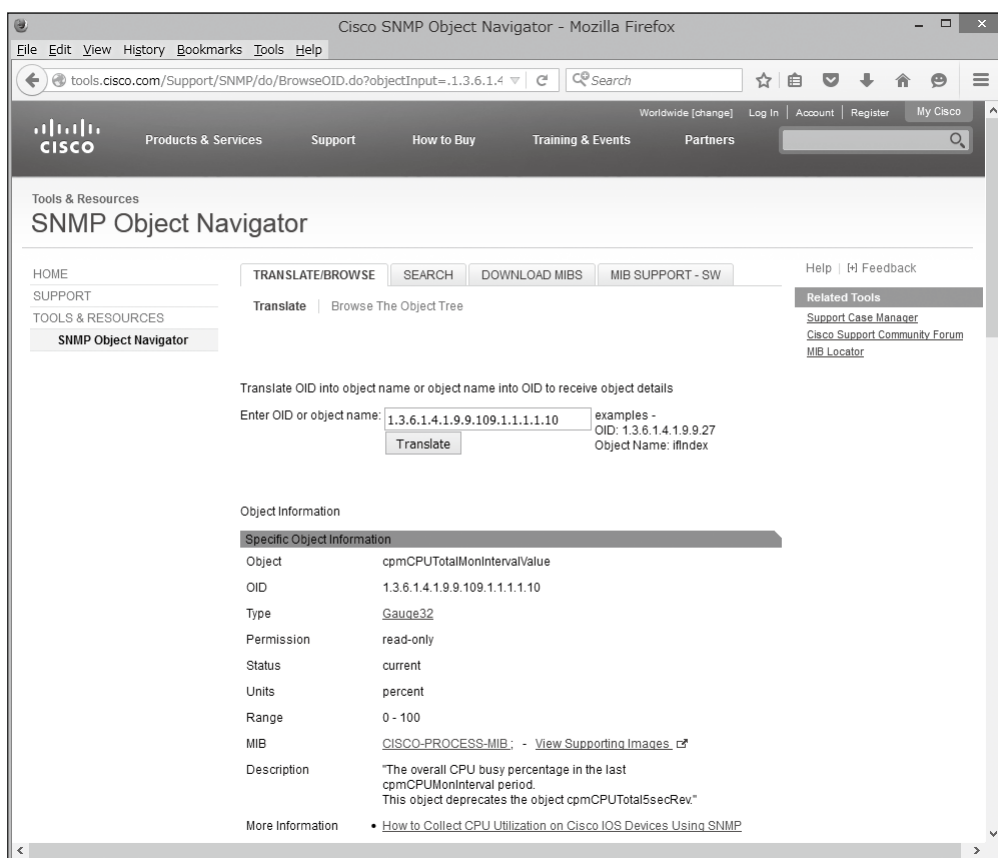 Cisco SNMP Object Navigator - Mozilla Firefox
File Edit View History Bookmarks Tools Help
tools.cisco.com/Support/SNMP/do/BrowseOID.do?objectInput=.1.3.6.1.4
Search
Worldwide [change] Log In | Account | Register My Cisco
CISCO
Products & Services Support How to Buy Training & Events Partners
Tools & Resources
SNMP Object Navigator
HOME
SUPPORT
TOOLS & RESOURCES
SNMP Object Navigator
TRANSLATE/BROWSE SEARCH DOWNLOAD MIBS MIB SUPPORT - SW
Translate | Browse The Object Tree
Help | [+] Feedback
Related Tools
Support Case Manager
Cisco Support Community Forum
MIB Locator
Translate OID into object name or object name into OID to receive object details
Enter OID or object name: 1.3.6.1.4.1.9.9.109.1.1.1.1.10
Translate
examples -
OID: 1.3.6.1.4.1.9.9.27
Object Name: ifIndex
Object Information
Specific Object Information
Object cpmCPUTotalMonIntervalValue
OID 1.3.6.1.4.1.9.9.109.1.1.1.1.10
Type Gauge32
Permission read-only
Status current
Units percent
Range 0 - 100
MIB CISCO-PROCESS-MIB ; - View Supporting Images
Description "The overall CPU busy percentage in the last
cpmCPUMonInterval period.
This object deprecates the object cpmCPUTotal5secRev."
More Information • How to Collect CPU Utilization on Cisco IOS Devices Using SNMP